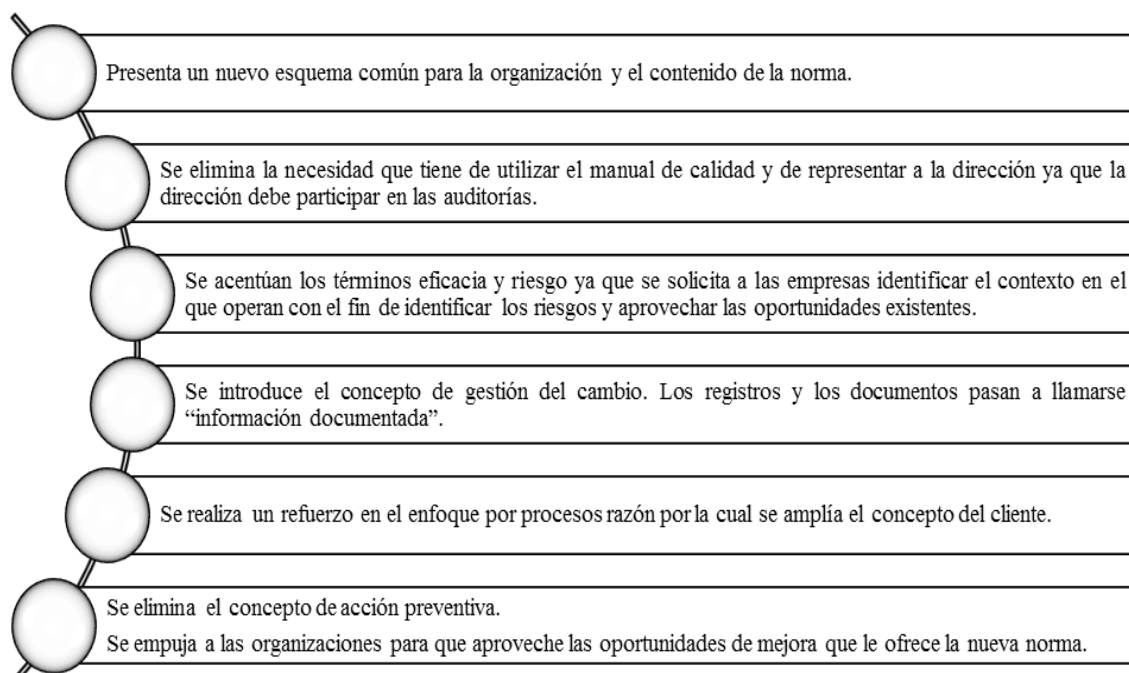 Presenta un nuevo esquema común para la organización y el contenido de la norma.
Se elimina la necesidad que tiene de utilizar el manual de calidad y de representar a la dirección ya que la
dirección debe participar en las auditorías.
Se acentúan los términos eficacia y riesgo ya que se solicita a las empresas identificar el contexto en el
que operan con el fin de identificar los riesgos y aprovechar las oportunidades existentes.
Se introduce el concepto de gestión del cambio. Los registros y los documentos pasan a llamarse
“información documentada”.
Se realiza un refuerzo en el enfoque por procesos razón por la cual se amplía el concepto del cliente.
Se elimina el concepto de acción preventiva.
Se empuja a las organizaciones para que aproveche las oportunidades de mejora que le ofrece la nueva norma.